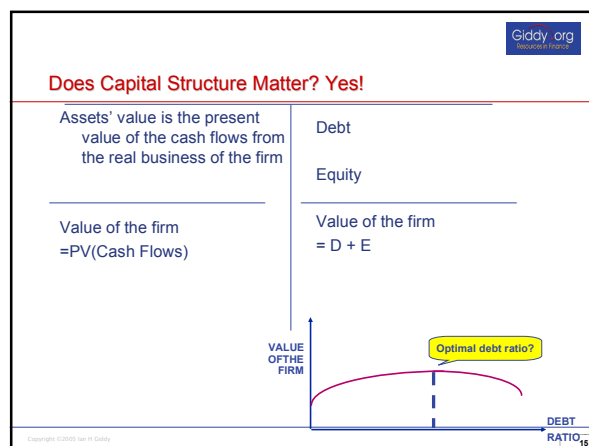 Giddy.org
Resources in Finance
Does Capital Structure Matter? Yes!
Assets' value is the present
value of the cash flows from
the real business of the firm
Debt
Equity
Value of the firm
=PV(Cash Flows)
Value of the firm
= D + E
VALUE
OFTHE
FIRM
Optimal debt ratio?
DEBT
RATIO
Copyright ©2005 Ian H Giddy
15